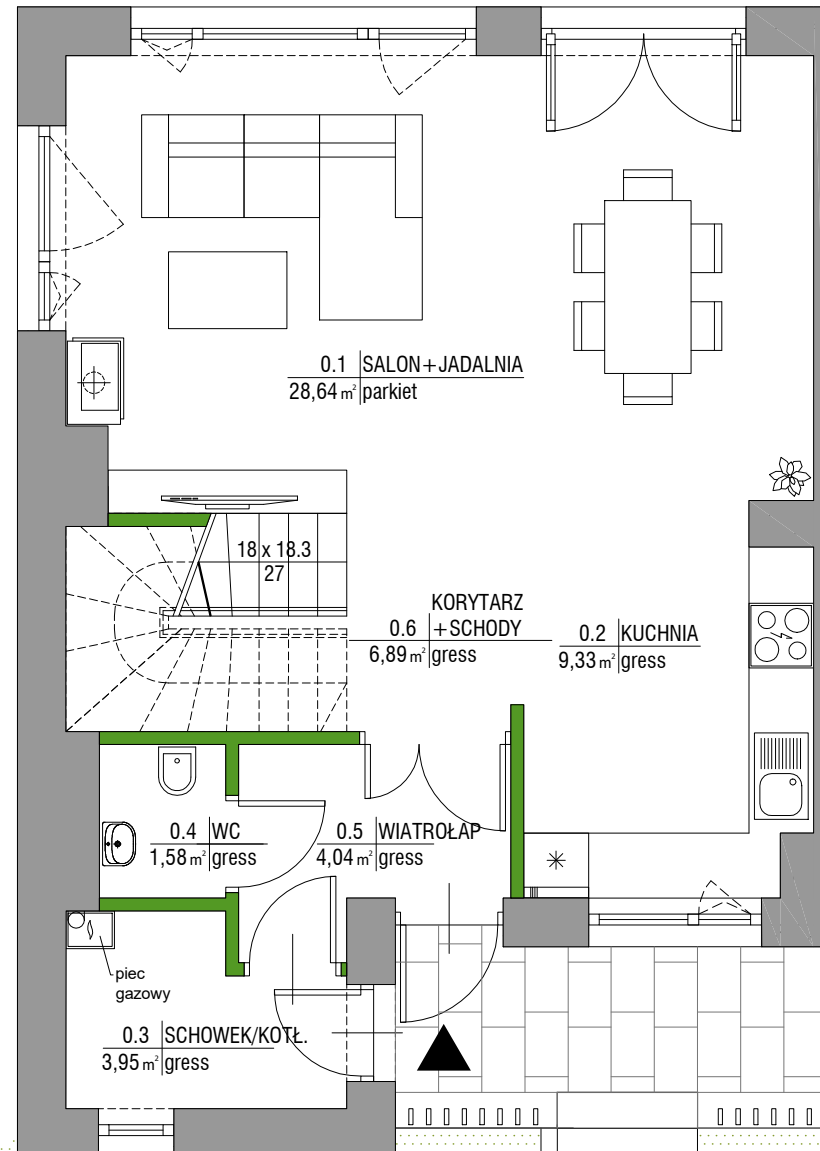 0.1 SALON+JADALNIA
28,64 m² parkiet
18 x 18.3
27
KORYTARZ
0.6 +SCHODY
6,89 m² gress
0.2 KUCHNIA
9,33 m² gress
0.4 WC
1,58 m² gress
0.5 WIATROŁAP
4,04 m² gress
piec
gazowy
0.3 SCHOWEK/KOTŁ.
3,95 m² gress